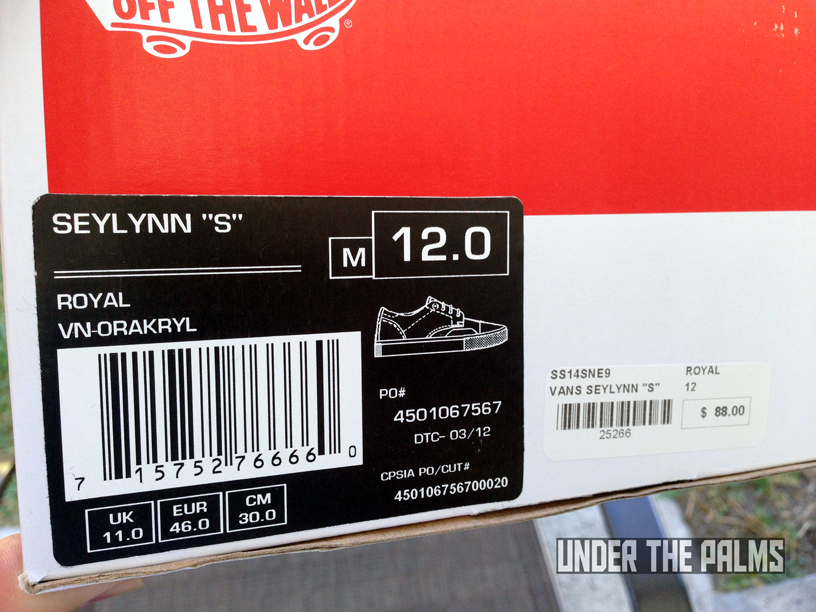 OFF THE WALL®
SEYLYNN "S"
M 12.0
ROYAL
VN-0RAKRYL
7 15752 76666 0
PO#
4501067567
DTC- 03/12
CPSIA PO/CUT#
450106756700020
UK
11.0
EUR
46.0
CM
30.0
SS14SNE9 ROYAL
VANS SEYLYNN "S" 12
25266
$ 88.00
UNDER THE PALMS